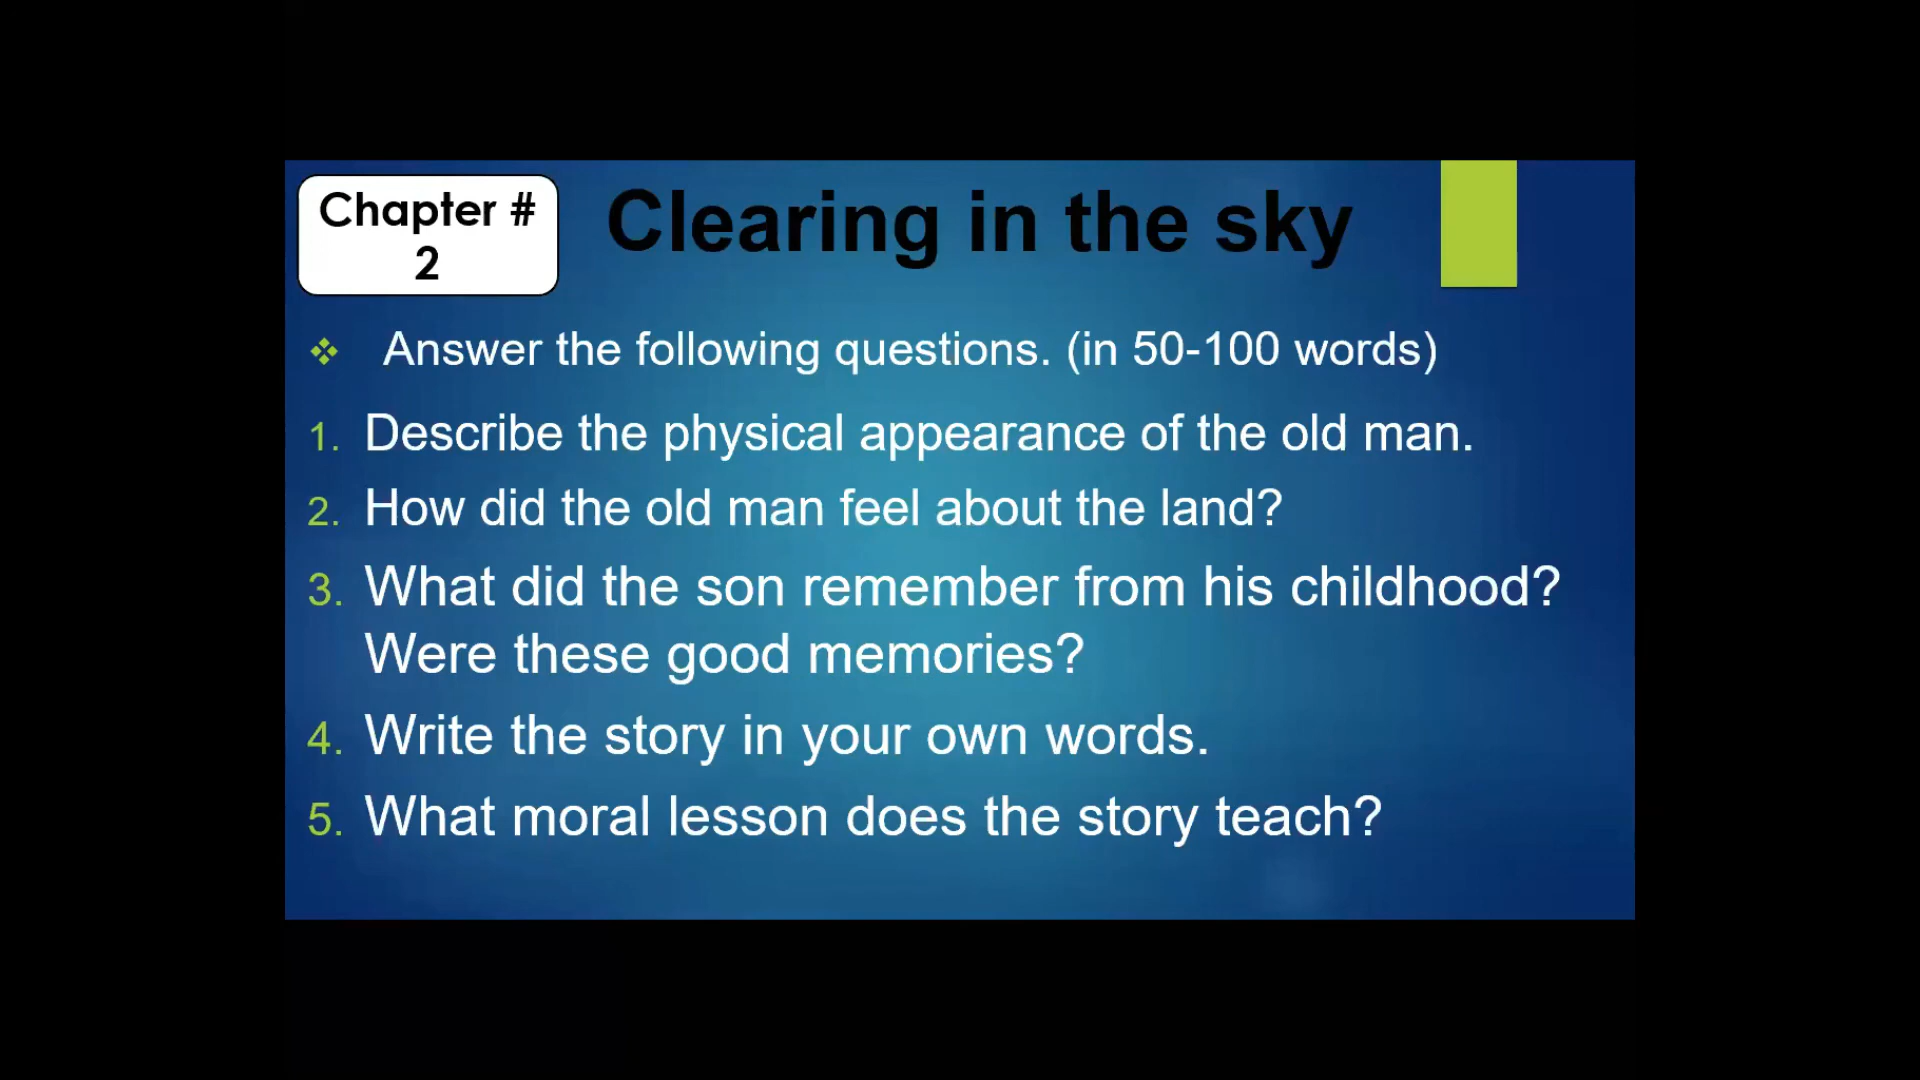 Chapter #
2
Clearing in the sky
Answer the following questions. (in 50-100 words)
1. Describe the physical appearance of the old man.
2. How did the old man feel about the land?
3. What did the son remember from his childhood?
Were these good memories?
4. Write the story in your own words.
5. What moral lesson does the story teach?